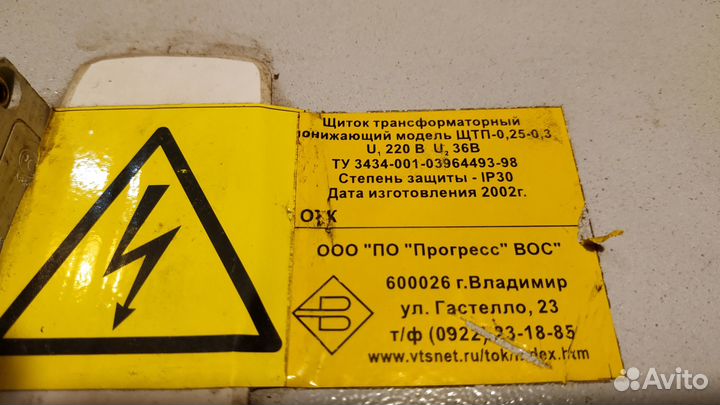 Щиток трансформаторный
понижающий модель ЩТП-0,25-0,3
U, 220 В U₂ 36В
ТУ 3434-001-03964493-98
Степень защиты - IP30
Дата изготовления 2002г.
ОТК
ООО "ПО "Прогресс" ВОС"
600026 г.Владимир
ул. Гастелло, 23
т/ф (0922) 23-18-85
www.vtsnet.ru/tok/index.htm
Avito